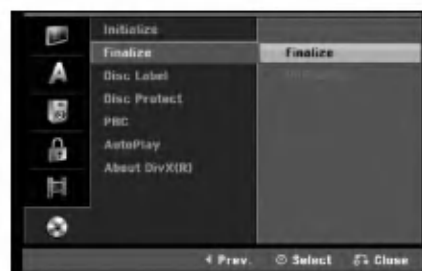 Initialize
Finalize
Finalize
Disc Label
Disc Protect
PBC
AutoPlay
About DivX(R)
Prev. Select Close